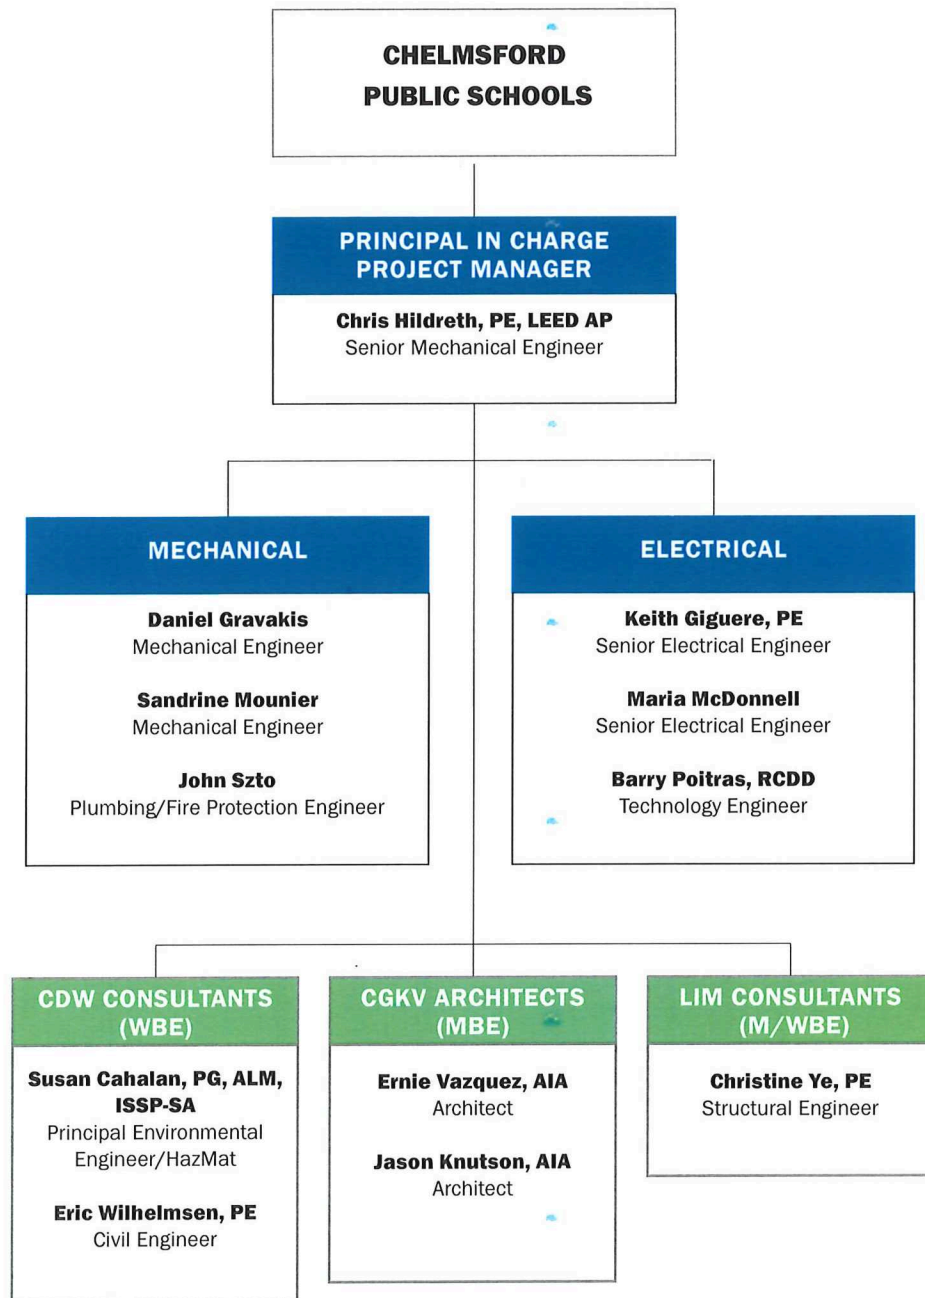 CHELMSFORD
PUBLIC SCHOOLS
PRINCIPAL IN CHARGE
PROJECT MANAGER
Chris Hildreth, PE, LEED AP
Senior Mechanical Engineer
MECHANICAL
Daniel Gravakis
Mechanical Engineer
Sandrine Mounier
Mechanical Engineer
John Szto
Plumbing/Fire Protection Engineer
ELECTRICAL
Keith Giguere, PE
Senior Electrical Engineer
Maria McDonnell
Senior Electrical Engineer
Barry Poitras, RCDD
Technology Engineer
CDW CONSULTANTS
(WBE)
Susan Cahalan, PG, ALM,
ISSP-SA
Principal Environmental
Engineer/HazMat
Eric Wilhelmsen, PE
Civil Engineer
CGKV ARCHITECTS
(MBE)
Ernie Vazquez, AIA
Architect
Jason Knutson, AIA
Architect
LIM CONSULTANTS
(M/WBE)
Christine Ye, PE
Structural Engineer